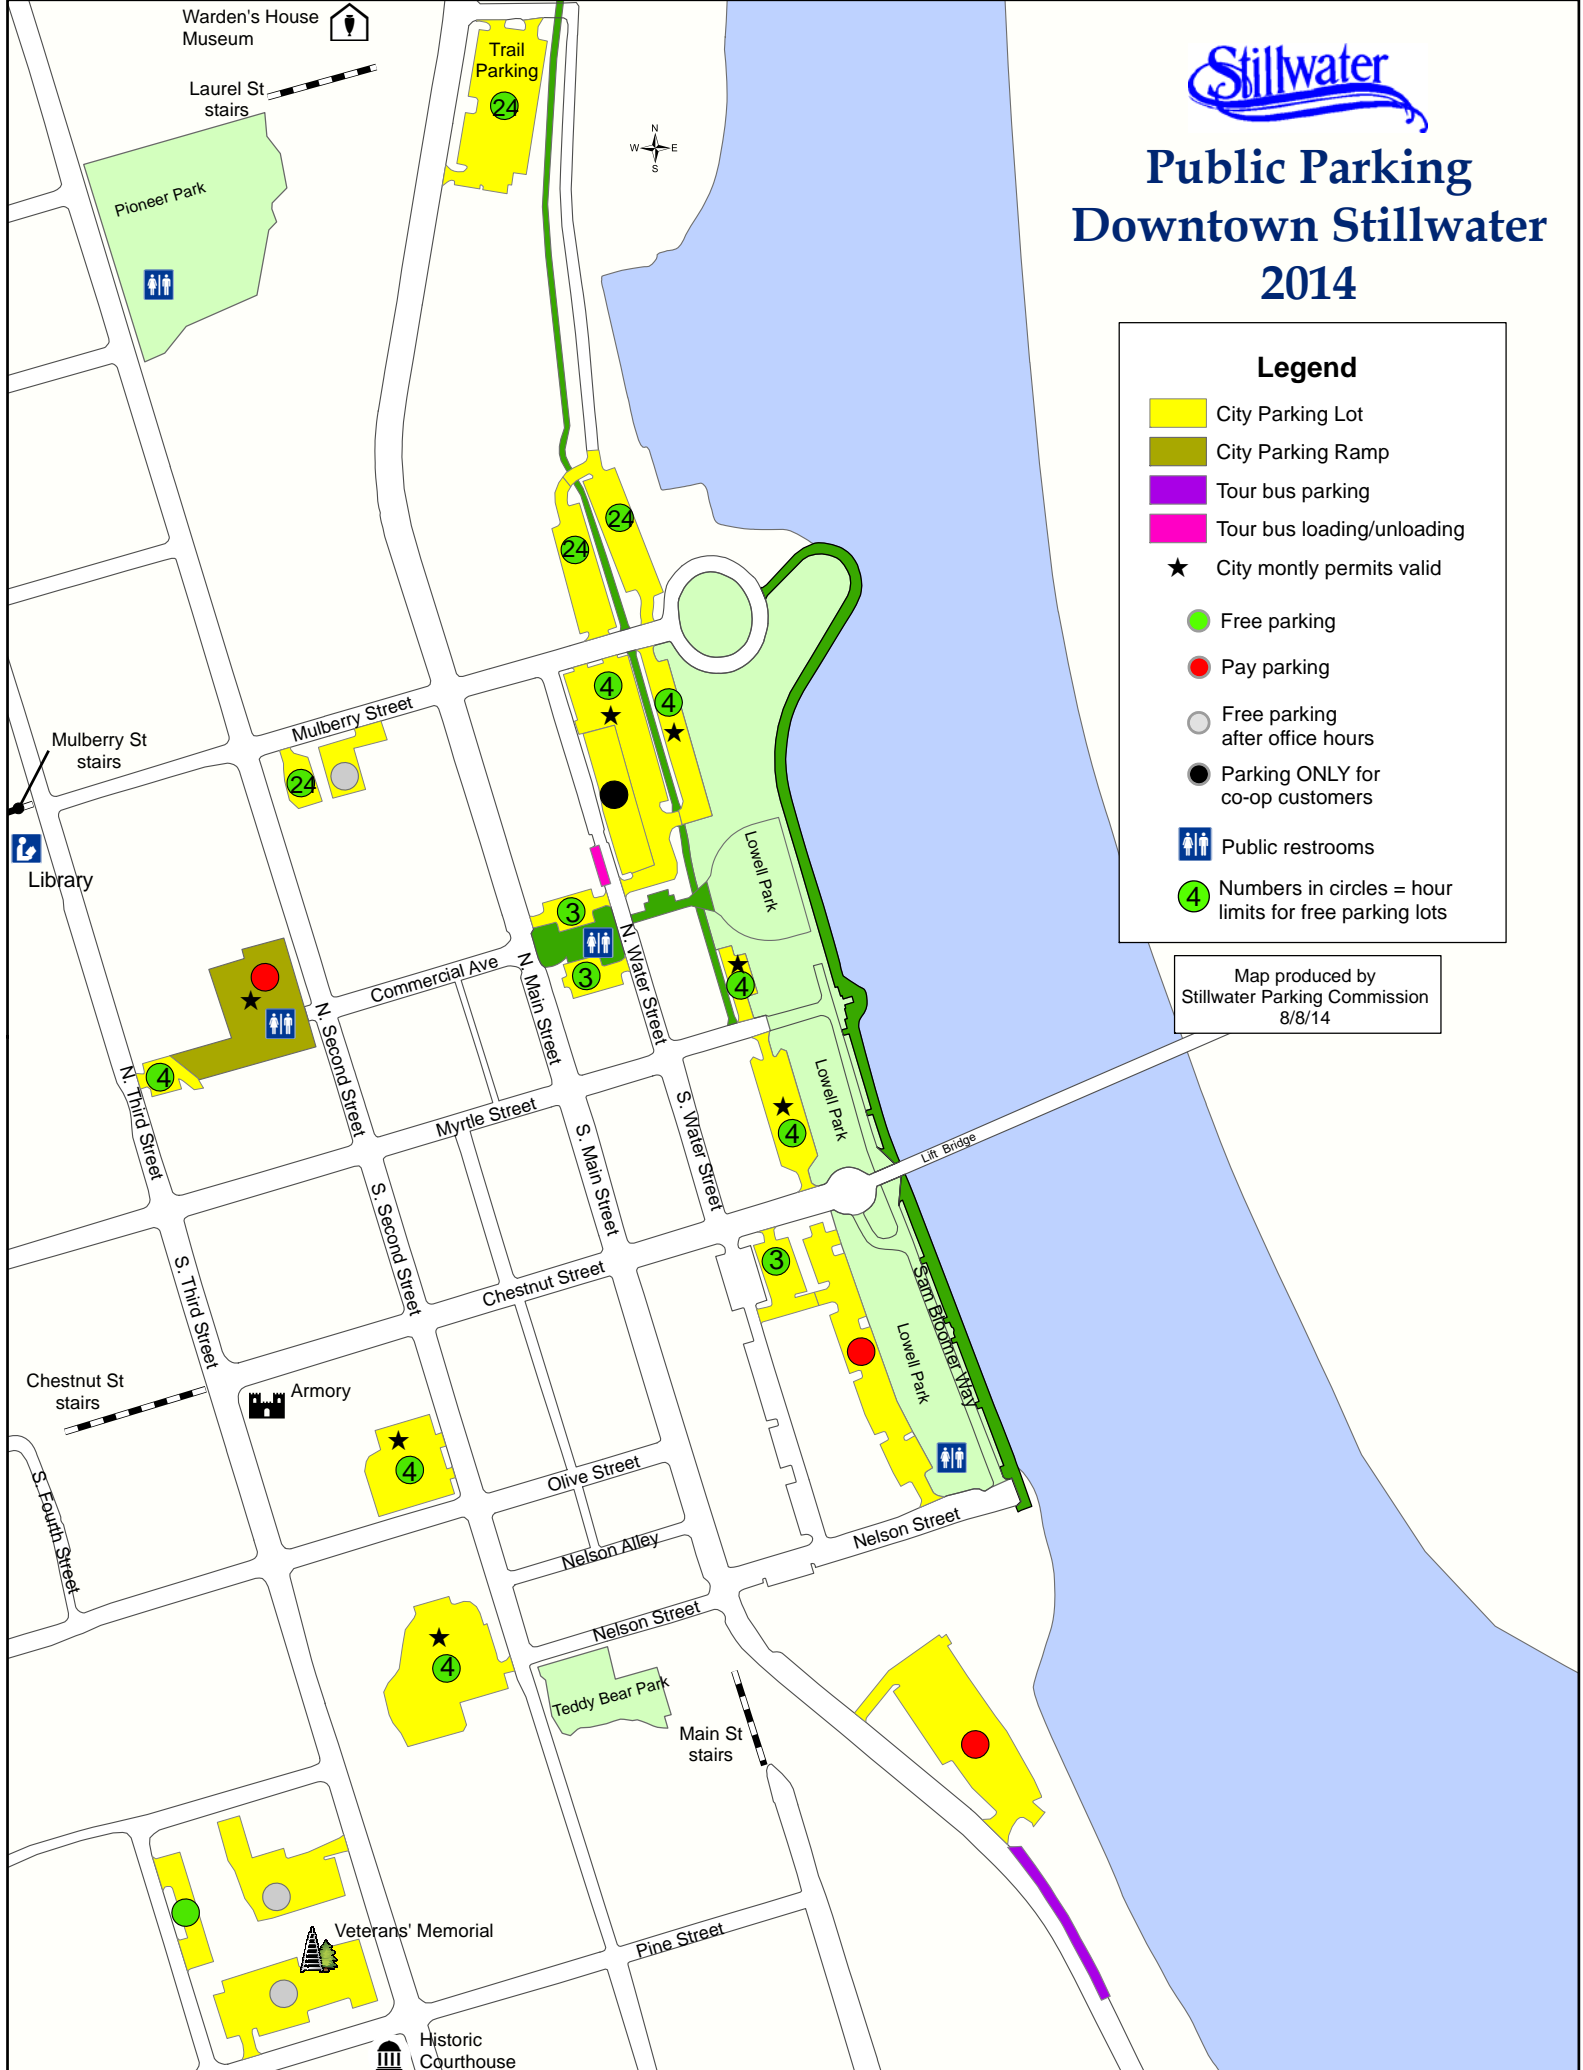 Warden's House
Museum
Laurel St
stairs
Trail
Parking
24
N
W
E
S
Pioneer Park
Stillwater
Public Parking
Downtown Stillwater
2014
Legend
City Parking Lot
City Parking Ramp
Tour bus parking
Tour bus loading/unloading
City montly permits valid
Free parking
Pay parking
Free parking
after office hours
Parking ONLY for
co-op customers
Public restrooms
4
Numbers in circles = hour
limits for free parking lots
Map produced by
Stillwater Parking Commission
8/8/14
24
24
4
4
Mulberry Street
Mulberry St
stairs
24
Library
Lowell Park
3
3
N. Water Street
4
Commercial Ave
N. Main Street
N. Second Street
4
N. Third Street
Myrtle Street
S. Main Street
S. Water Street
4
Lowell Park
Lift Bridge
S. Second Street
S. Third Street
Chestnut Street
3
Sam Bloomer Way
Lowell Park
Chestnut St
stairs
Armory
4
Olive Street
Nelson Alley
Nelson Street
S. Fourth Street
Nelson Street
4
Teddy Bear Park
Main St
stairs
Veterans' Memorial
Pine Street
Historic
Courthouse